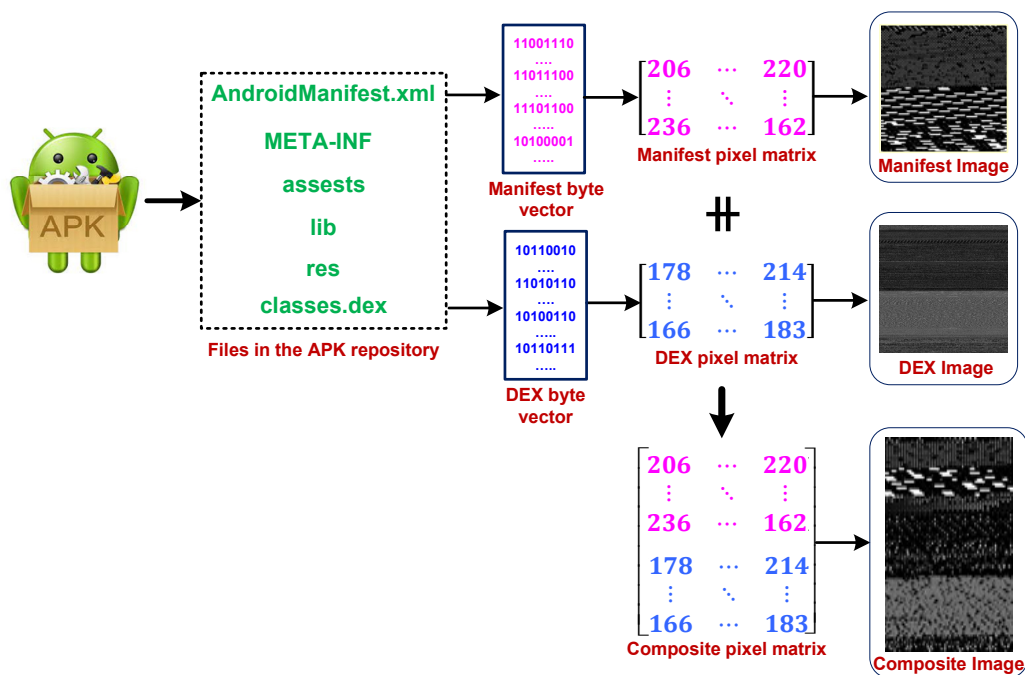 APK
AndroidManifest.xml
META-INF
assests
lib
res
classes.dex
Files in the APK repository
11001110
....
11011100
....
11101100
.....
10100001
.....
Manifest byte
vector
10110010
....
11010110
....
10100110
.....
10110111
.....
DEX byte
vector
206 ⋯ 220
⋮ ⋱ ⋮
236 ⋯ 162
Manifest pixel matrix
⧺
178 ⋯ 214
⋮ ⋱ ⋮
166 ⋯ 183
DEX pixel matrix
206 ⋯ 220
⋮ ⋱ ⋮
236 ⋯ 162
178 ⋯ 214
⋮ ⋱ ⋮
166 ⋯ 183
Composite pixel matrix
Manifest Image
DEX Image
Composite Image